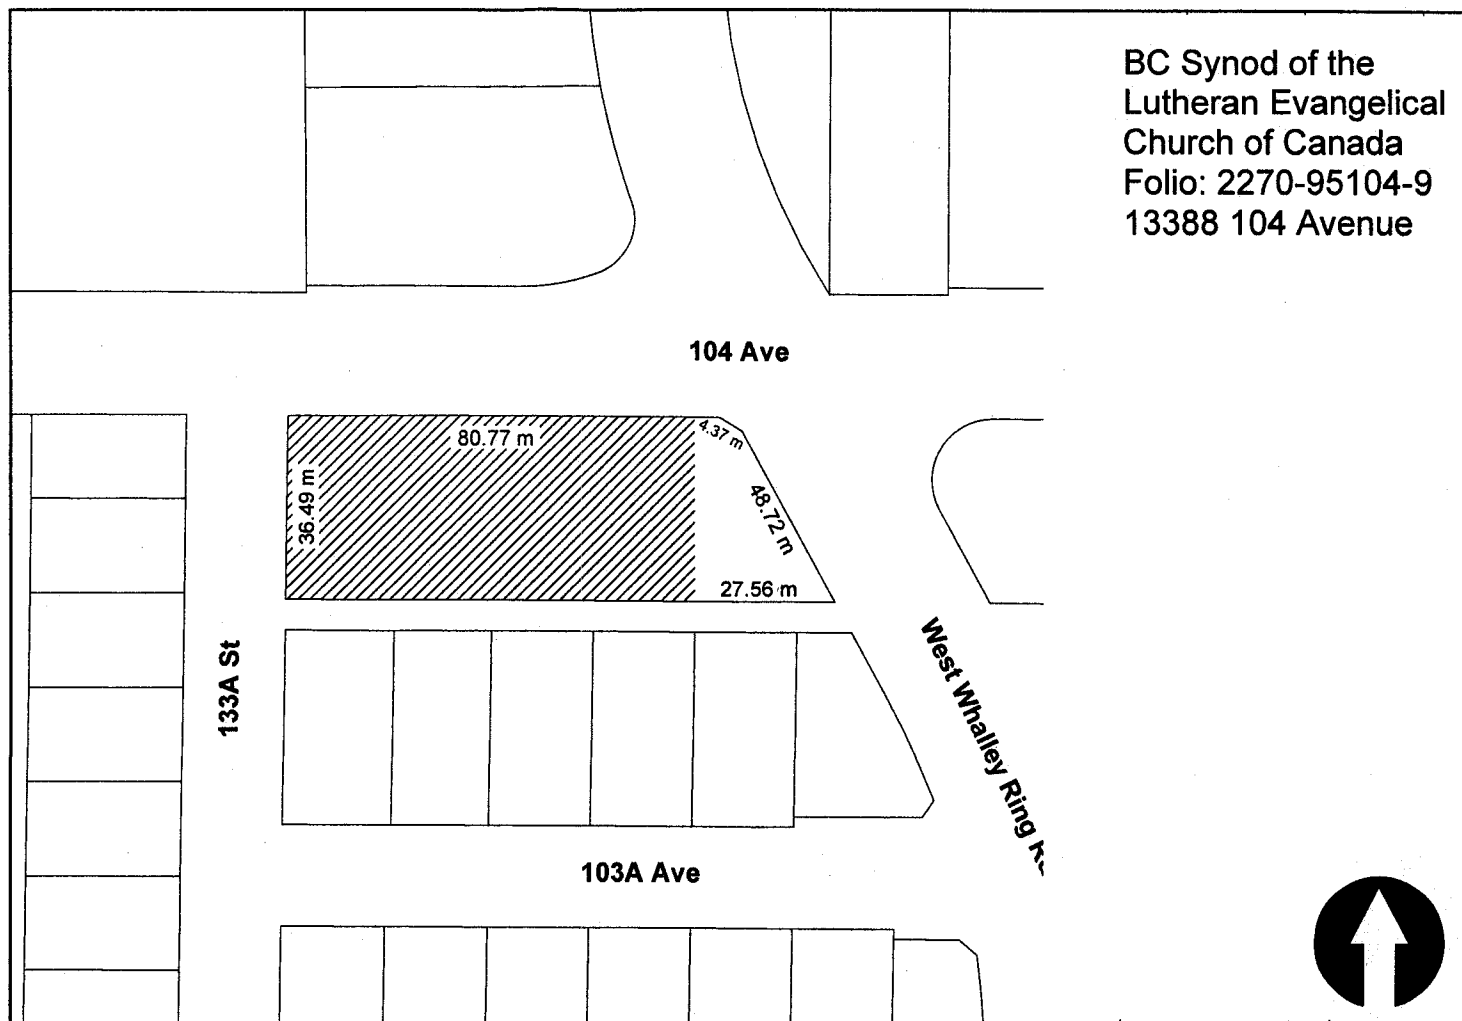 BC Synod of the
Lutheran Evangelical
Church of Canada
Folio: 2270-95104-9
13388 104 Avenue
104 Ave
80.77 m
4.37 m
36.49 m
48.72 m
27.56 m
133A St
West Whalley Ring
103A Ave